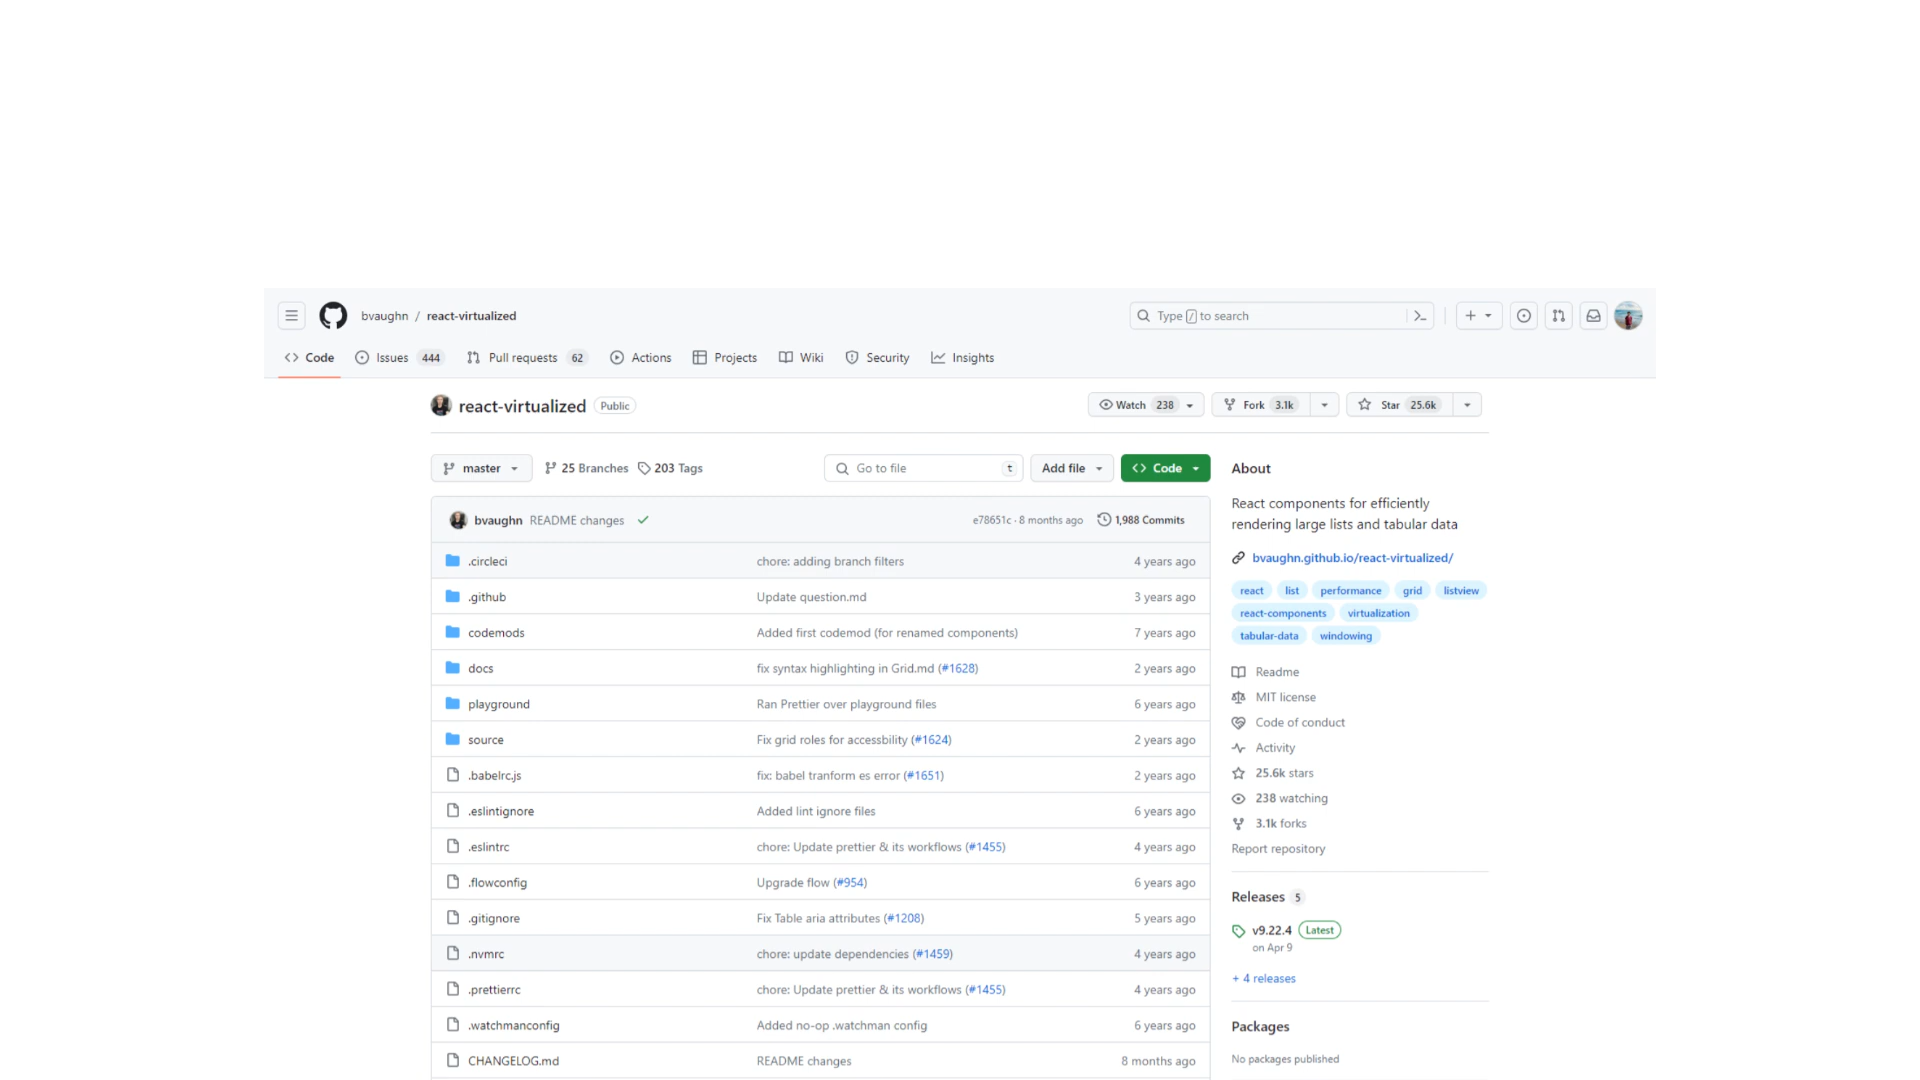 bvaughn / react-virtualized
Type / to search
Code
Issues 444
Pull requests 62
Actions
Projects
Wiki
Security
Insights
react-virtualized Public
Watch 238
Fork 3.1k
Star 25.6k
master
25 Branches
203 Tags
Go to file
t
Add file
Code
bvaughn README changes
e78651c · 8 months ago
1,988 Commits
.circleci chore: adding branch filters 4 years ago
.github Update question.md 3 years ago
codemods Added first codemod (for renamed components) 7 years ago
docs fix syntax highlighting in Grid.md (#1628) 2 years ago
playground Ran Prettier over playground files 6 years ago
source Fix grid roles for accessbility (#1624) 2 years ago
.babelrc.js fix: babel tranform es error (#1651) 2 years ago
.eslintignore Added lint ignore files 6 years ago
.eslintrc chore: Update prettier & its workflows (#1455) 4 years ago
.flowconfig Upgrade flow (#954) 6 years ago
.gitignore Fix Table aria attributes (#1208) 5 years ago
.nvmrc chore: update dependencies (#1459) 4 years ago
.prettierrc chore: Update prettier & its workflows (#1455) 4 years ago
.watchmanconfig Added no-op .watchman config 6 years ago
CHANGELOG.md README changes 8 months ago
About
React components for efficiently
rendering large lists and tabular data
bvaughn.github.io/react-virtualized/
react list performance grid listview
react-components virtualization
tabular-data windowing
Readme
MIT license
Code of conduct
Activity
25.6k stars
238 watching
3.1k forks
Report repository
Releases 5
v9.22.4 Latest
on Apr 9
+ 4 releases
Packages
No packages published